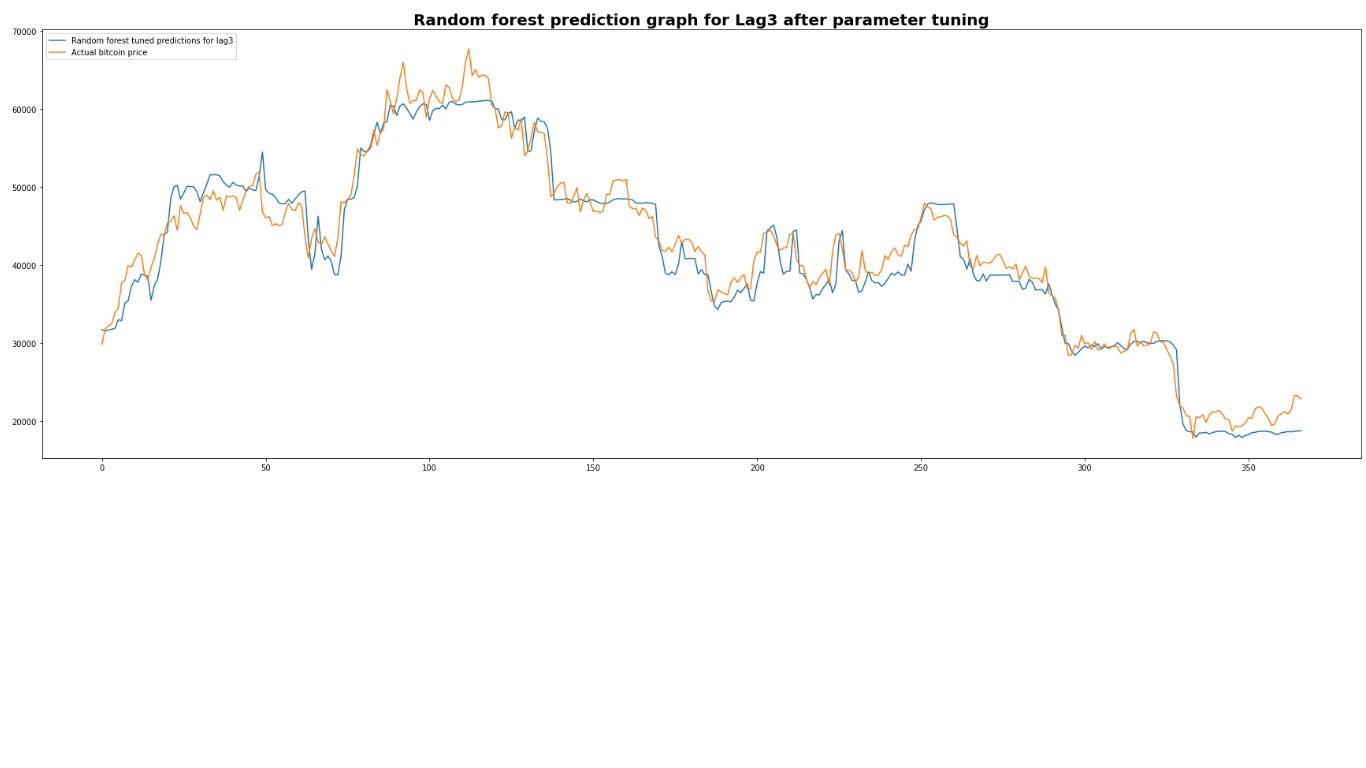 Random forest prediction graph for Lag3 after parameter tuning
70000
Random forest tuned predictions for lag3
Actual bitcoin price
60000
50000
40000
30000
20000
0 50 100 150 200 250 300 350